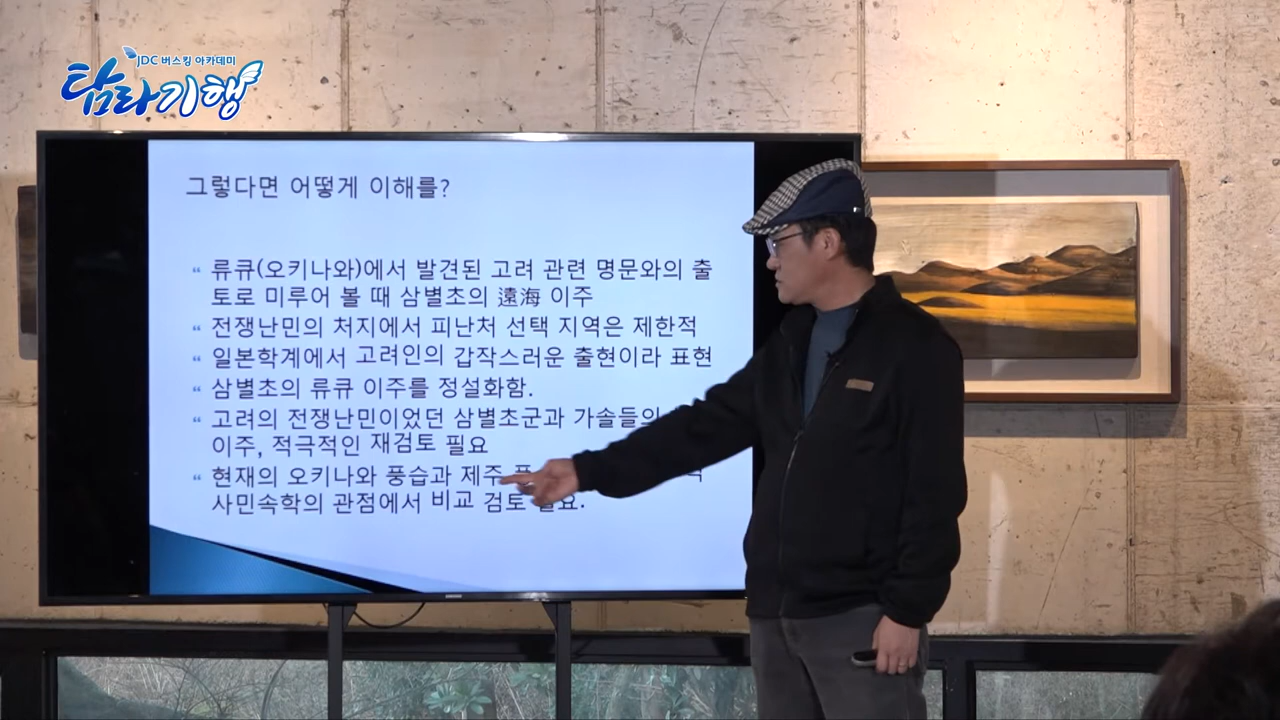 JDC 버스킹 아카데미
탐라기행
그렇다면 어떻게 이해를?
“ 류큐(오키나와)에서 발견된 고려 관련 명문와의 출
토로 미루어 볼 때 삼별초의 遠海 이주
“ 전쟁난민의 처지에서 피난처 선택 지역은 제한적
“ 일본학계에서 고려인의 갑작스러운 출현이라 표현
“ 삼별초의 류큐 이주를 정설화함.
“ 고려의 전쟁난민이었던 삼별초군과 가솔들의
이주, 적극적인 재검토 필요
“ 현재의 오키나와 풍습과 제주
사민속학의 관점에서 비교 검토 필요.
SAMSUNG